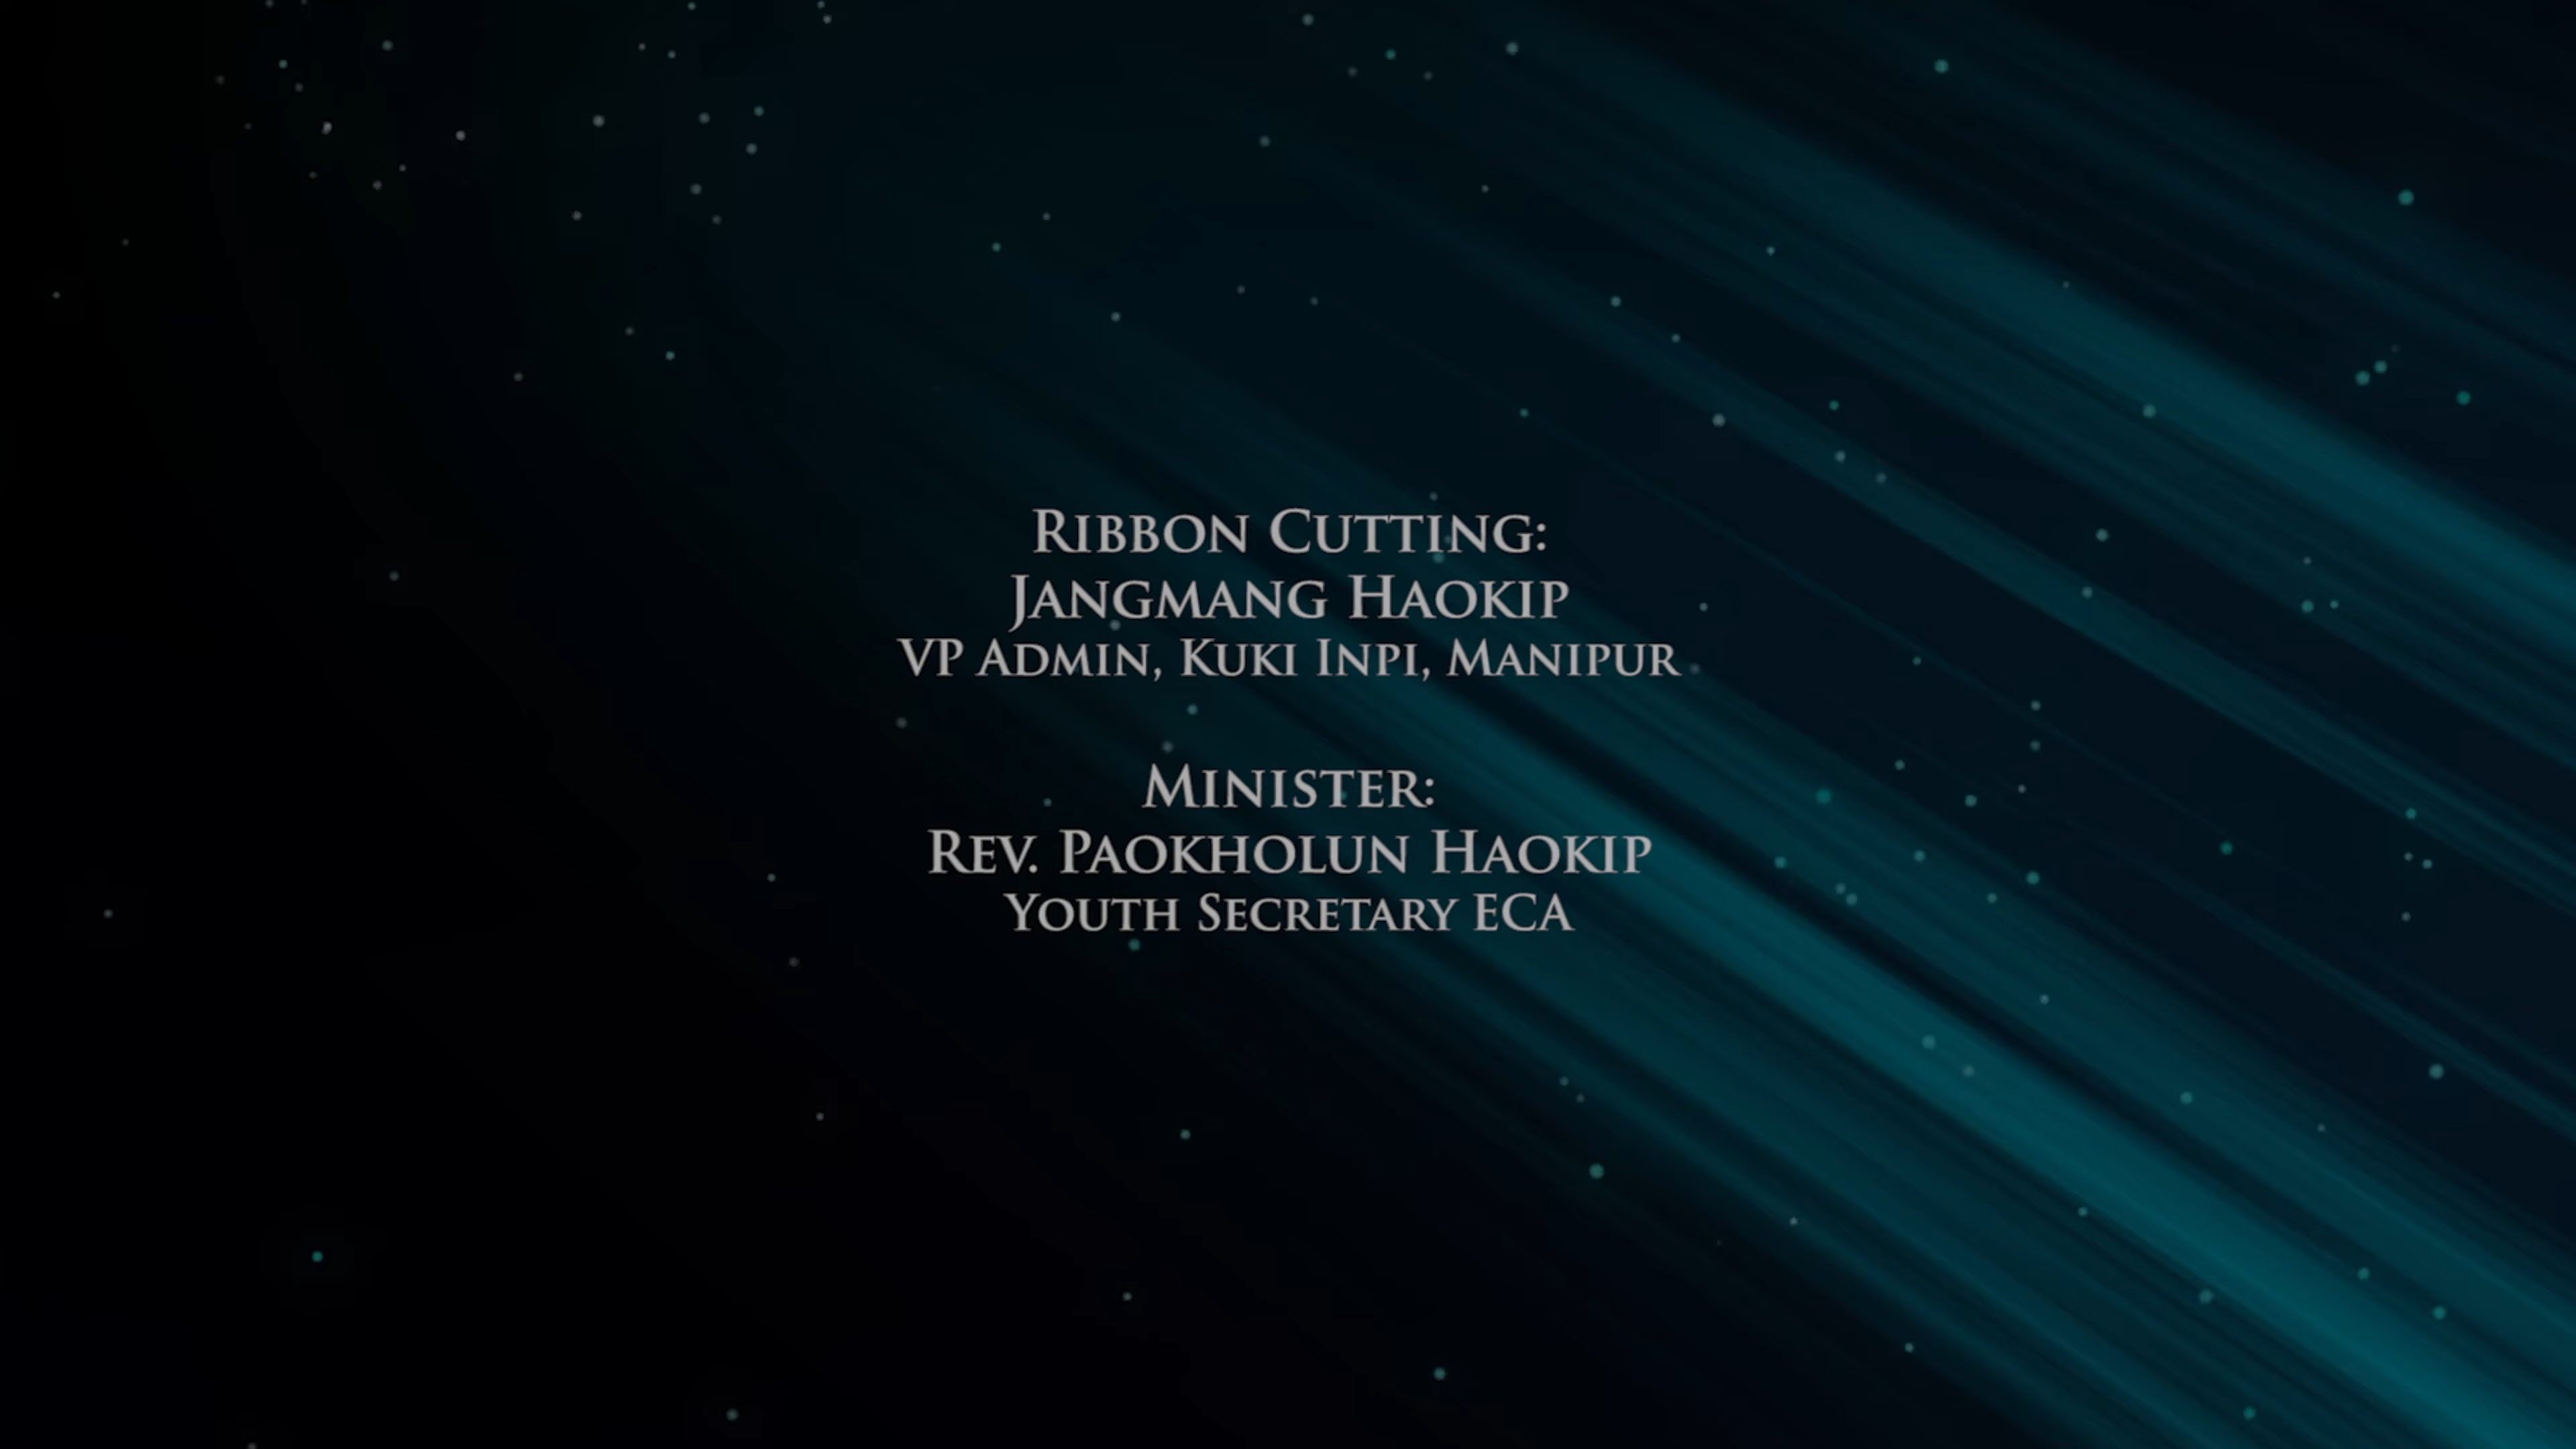 Ribbon Cutting:
Jangmang Haokip
VP Admin, Kuki Inpi, Manipur
Minister:
Rev. Paokholun Haokip
Youth Secretary ECA